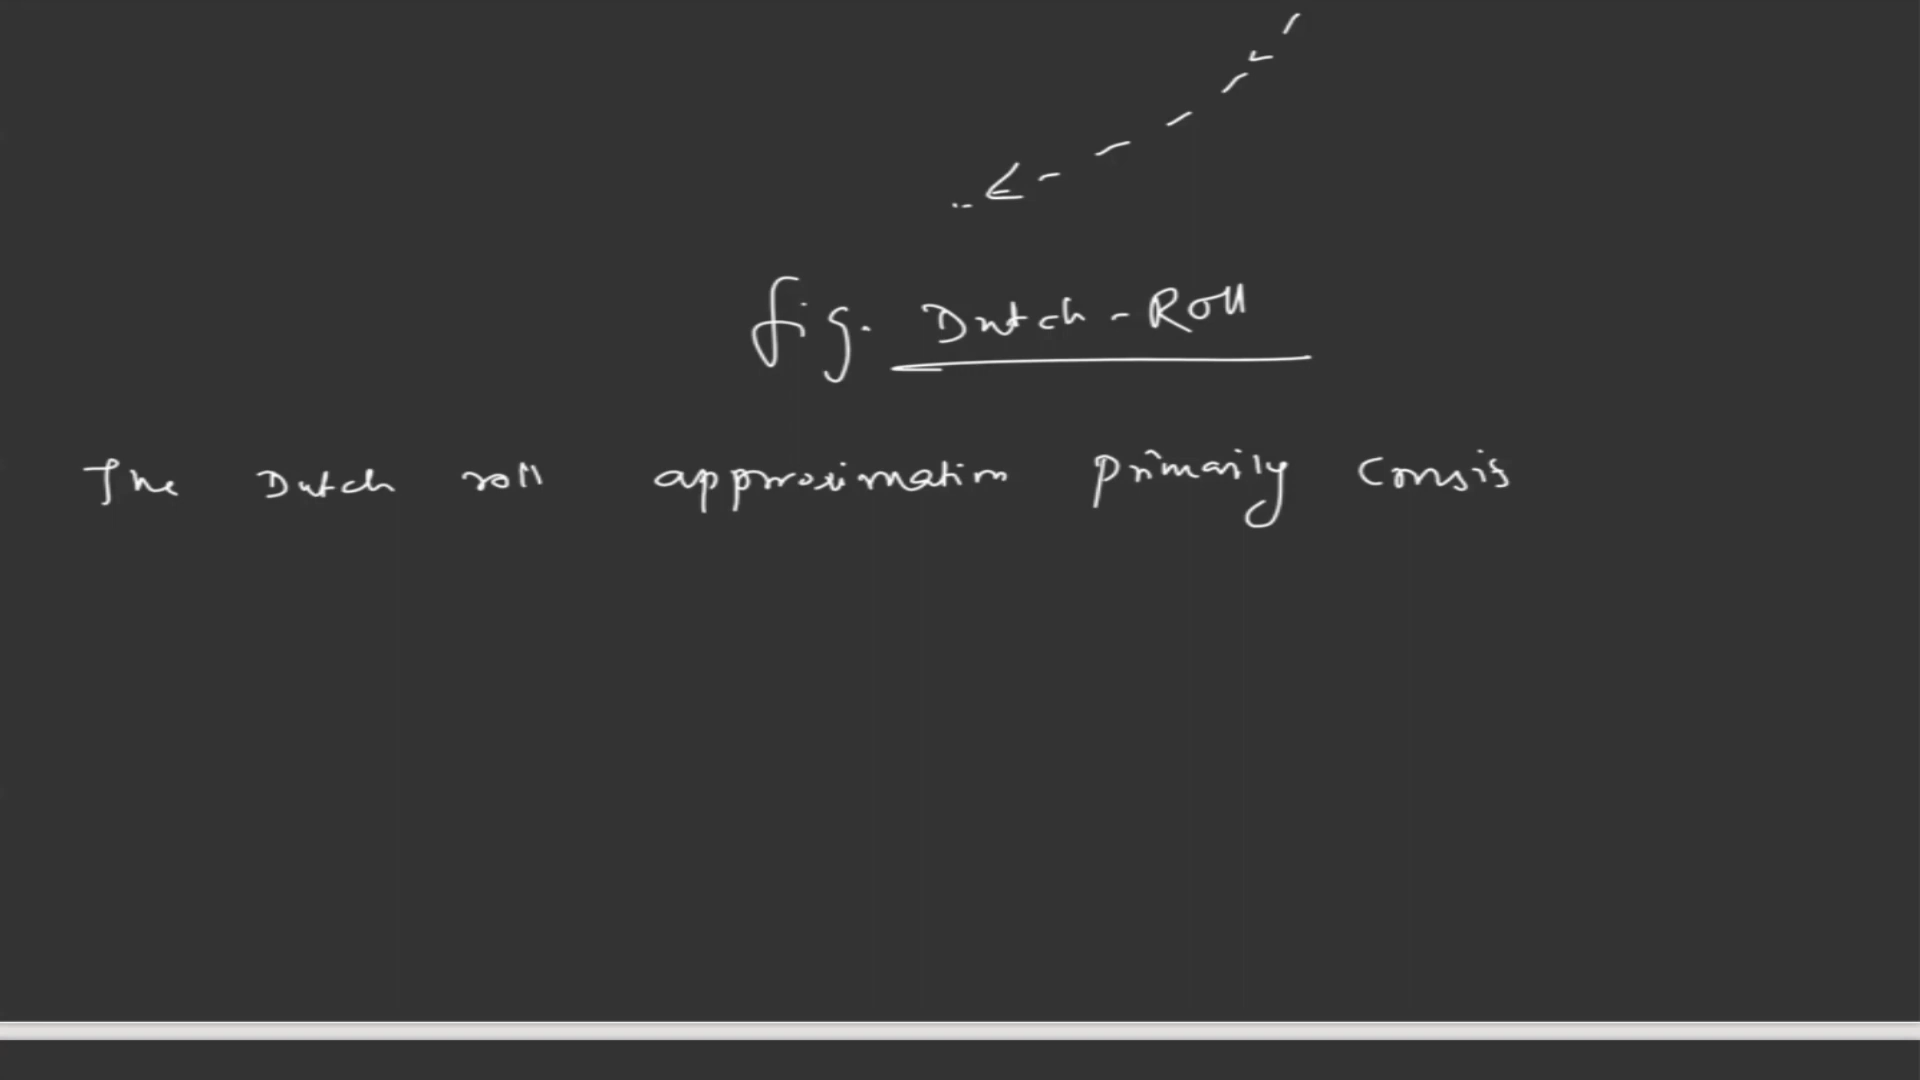 fig. Dutch-Roll
The Dutch roll approximation primarily consis